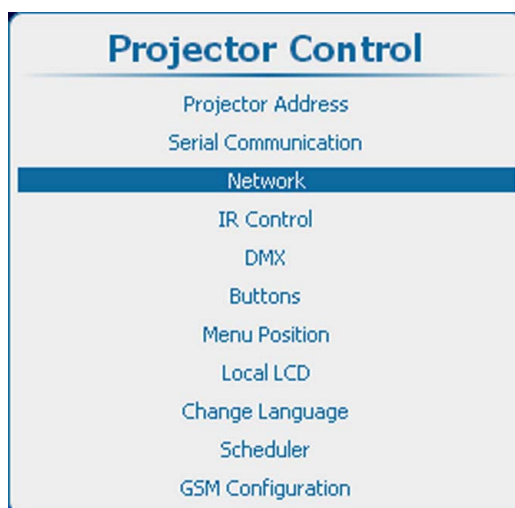 Projector Control
Projector Address
Serial Communication
Network
IR Control
DMX
Buttons
Menu Position
Local LCD
Change Language
Scheduler
GSM Configuration